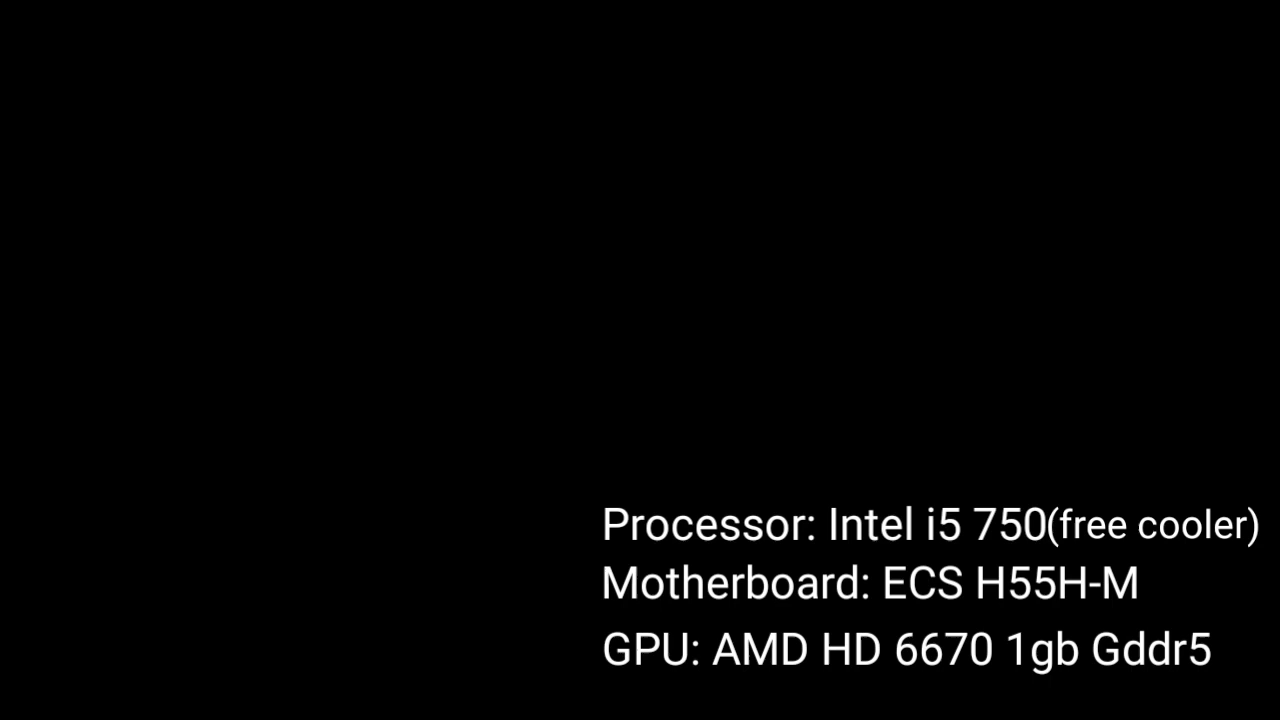 Processor: Intel i5 750(free cooler)
Motherboard: ECS H55H-M
GPU: AMD HD 6670 1gb Gddr5